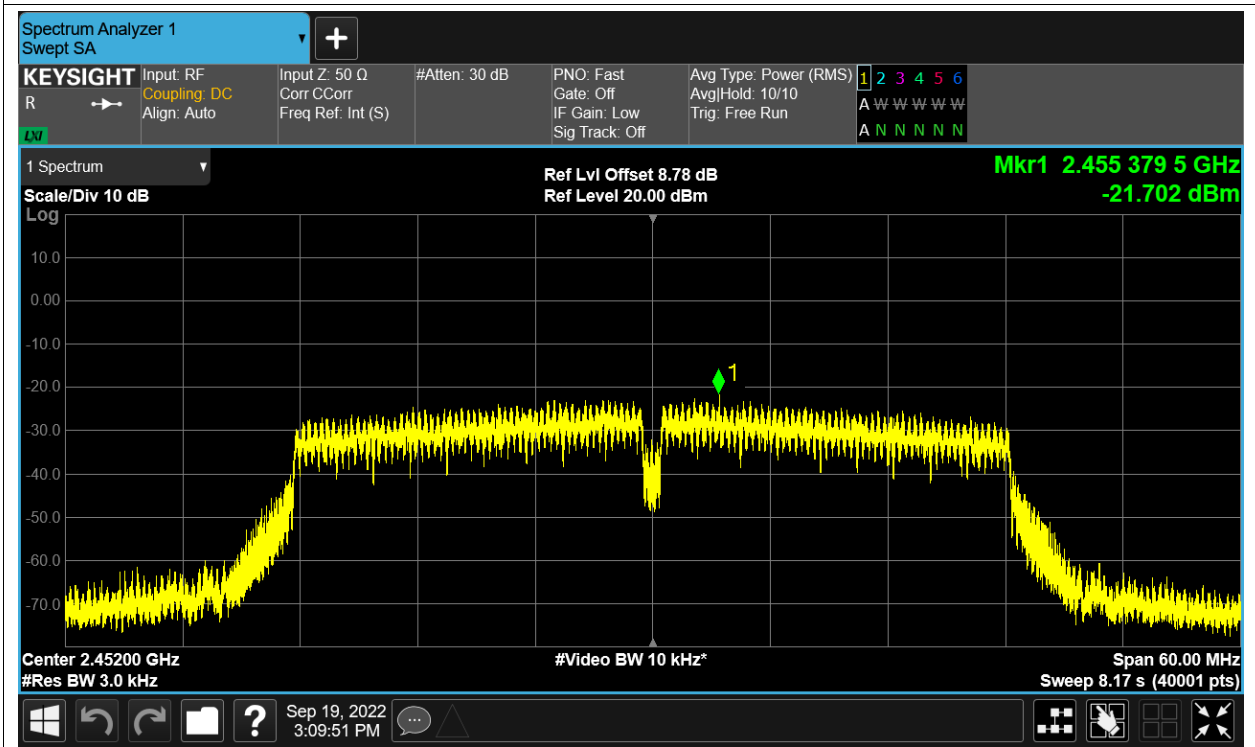 Spectrum Analyzer 1
Swept SA
KEYSIGHT
R
LXI
Input: RF
Coupling: DC
Align: Auto
Input Z: 50 Ω
Corr CCorr
Freq Ref: Int (S)
#Atten: 30 dB
PNO: Fast
Gate: Off
IF Gain: Low
Sig Track: Off
Avg Type: Power (RMS)
Avg|Hold: 10/10
Trig: Free Run
1 2 3 4 5 6
A W W W W W
A N N N N N
1 Spectrum
Scale/Div 10 dB
Log
Ref Lvl Offset 8.78 dB
Ref Level 20.00 dBm
Mkr1 2.455 379 5 GHz
-21.702 dBm
10.0
0.00
-10.0
-20.0
-30.0
-40.0
-50.0
-60.0
-70.0
1
Center 2.45200 GHz
#Res BW 3.0 kHz
#Video BW 10 kHz*
Span 60.00 MHz
Sweep 8.17 s (40001 pts)
?
Sep 19, 2022
3:09:51 PM